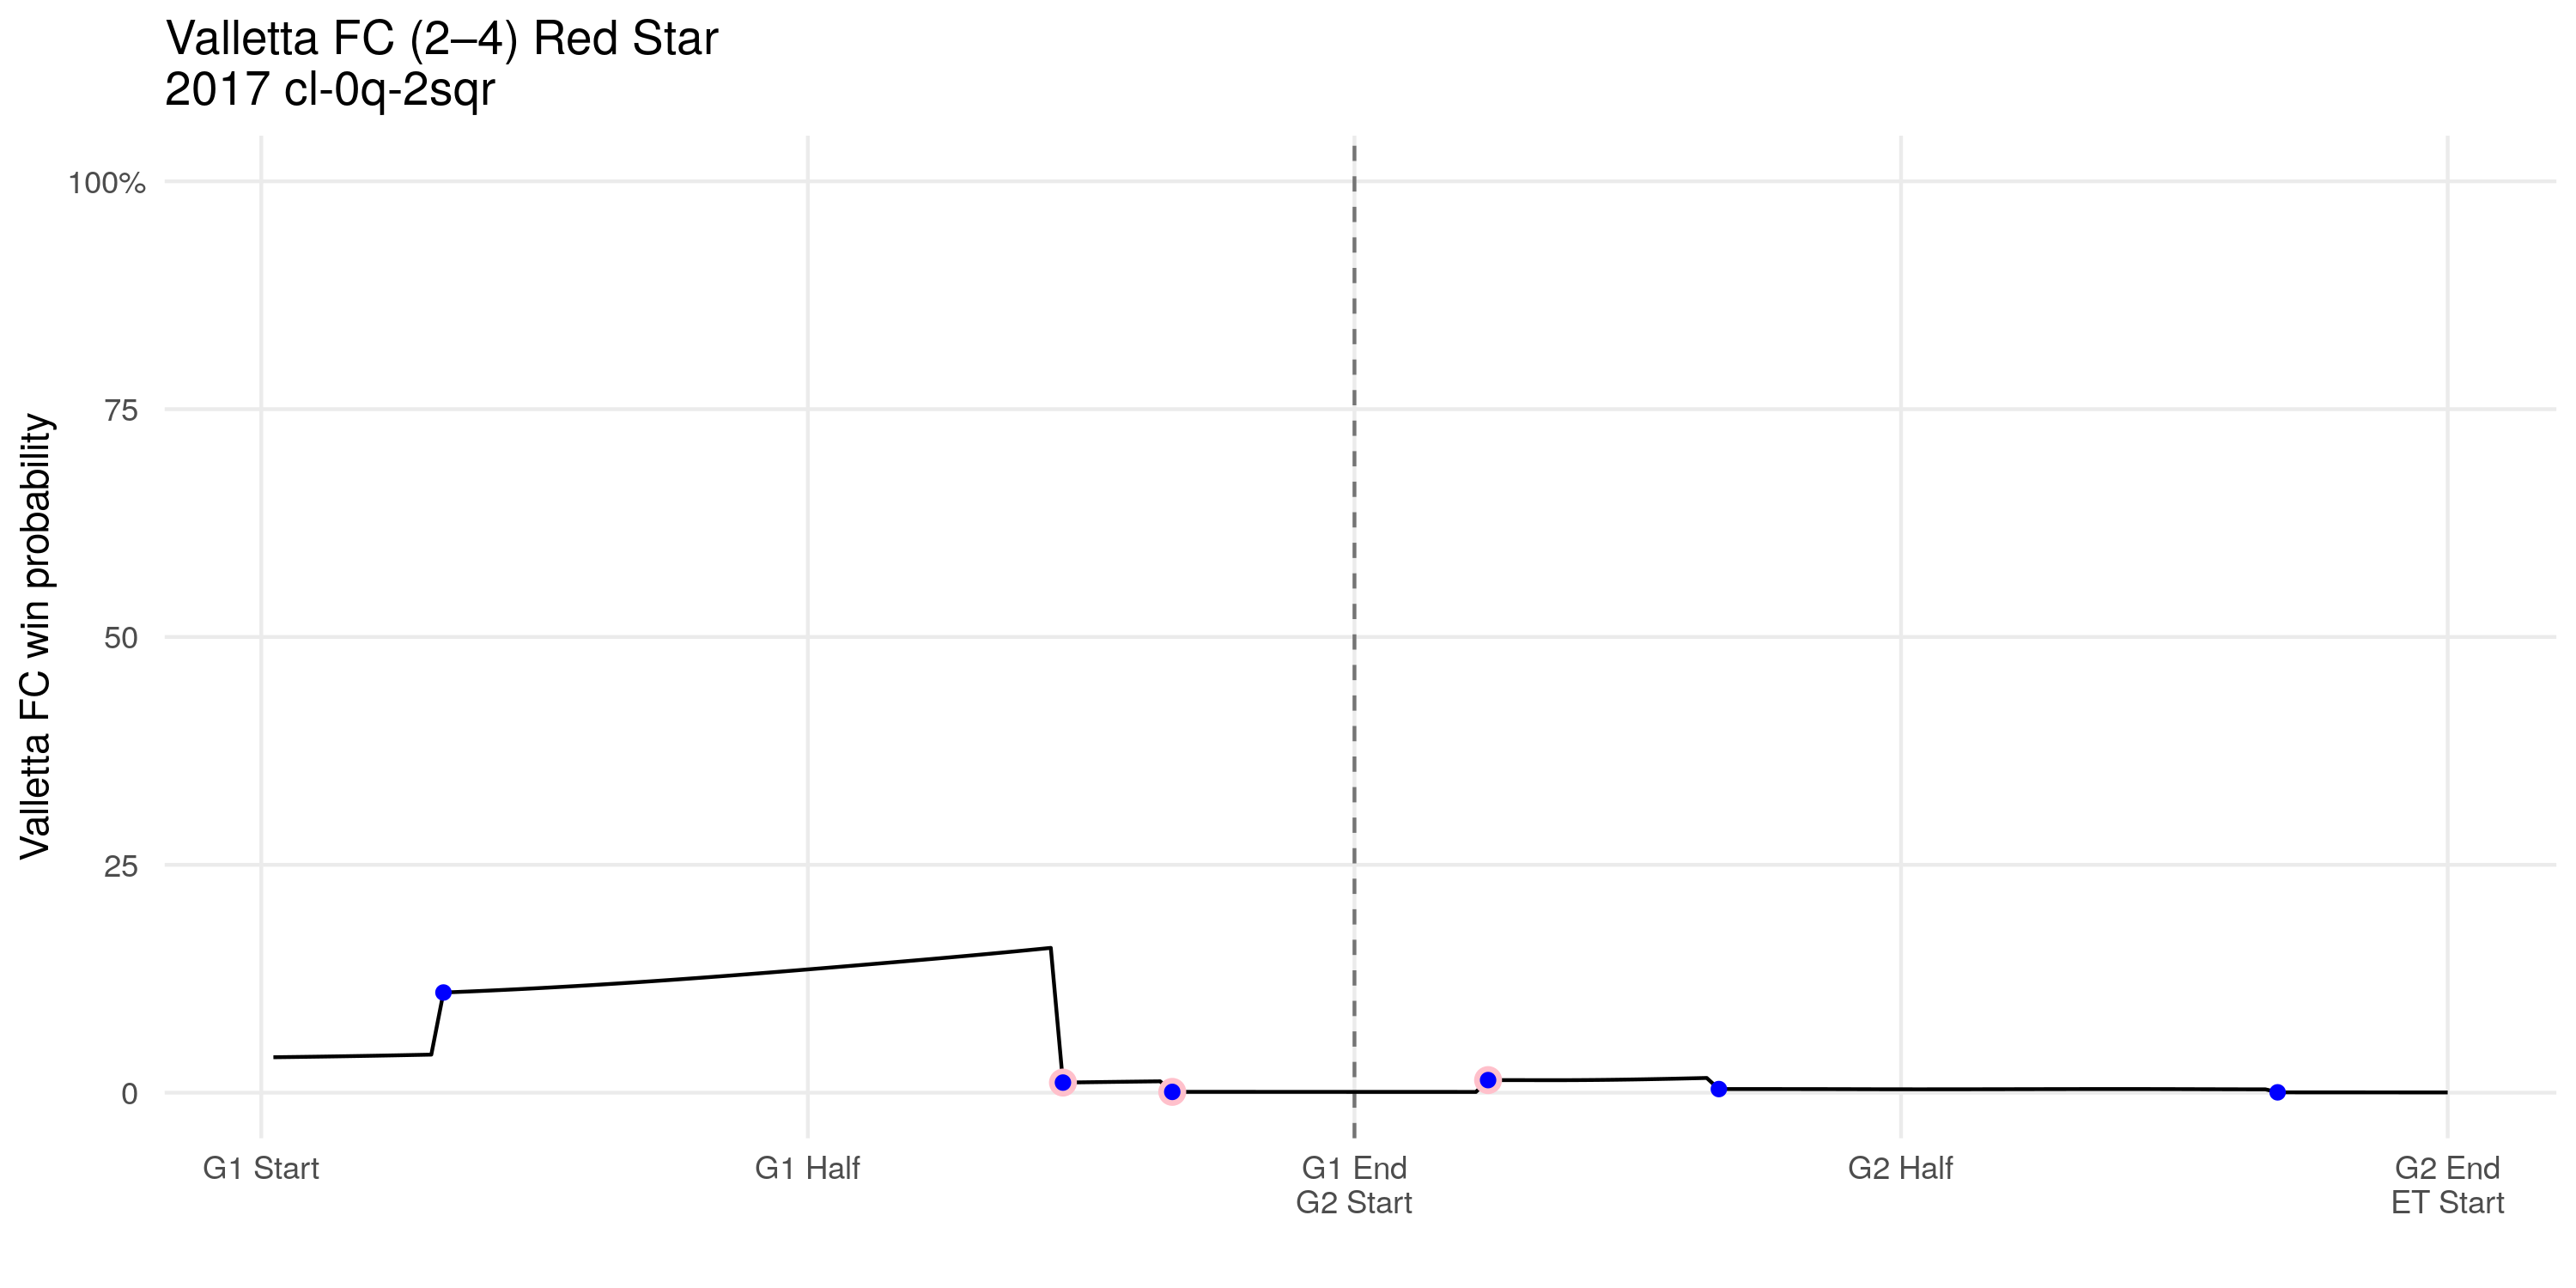 Valletta FC (2–4) Red Star
2017 cl-0q-2sqr
Valletta FC win probability
100%
75
50
25
0
G1 Start
G1 Half
G1 End
G2 Start
G2 Half
G2 End
ET Start